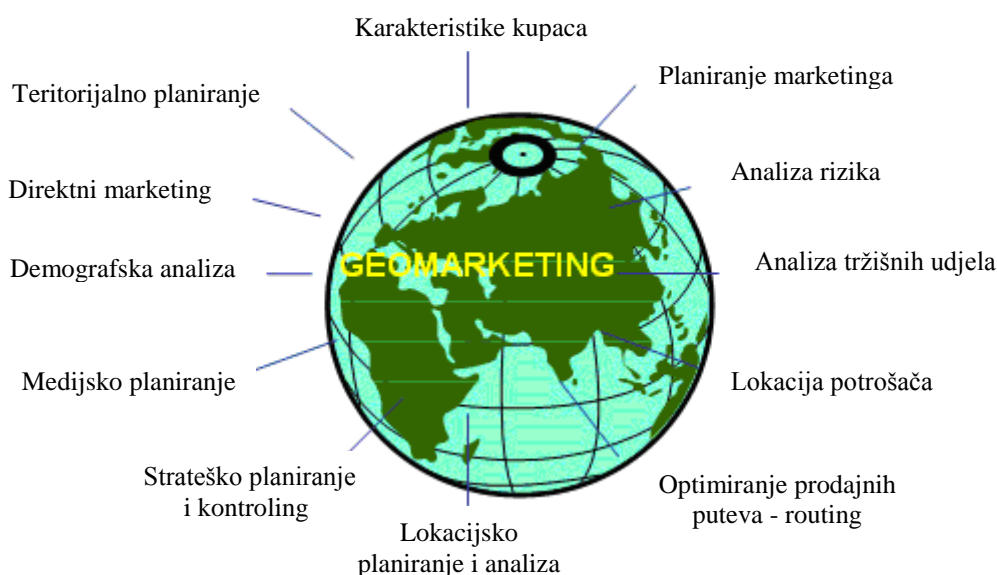 Karakteristike kupaca
Planiranje marketinga
Teritorijalno planiranje
Analiza rizika
Direktni marketing
GEOMARKETING
Demografska analiza
Analiza tržišnih udjela
Medijsko planiranje
Lokacija potrošača
Strateško planiranje
i kontroling
Optimiranje prodajnih
puteva - routing
Lokacijsko
planiranje i analiza